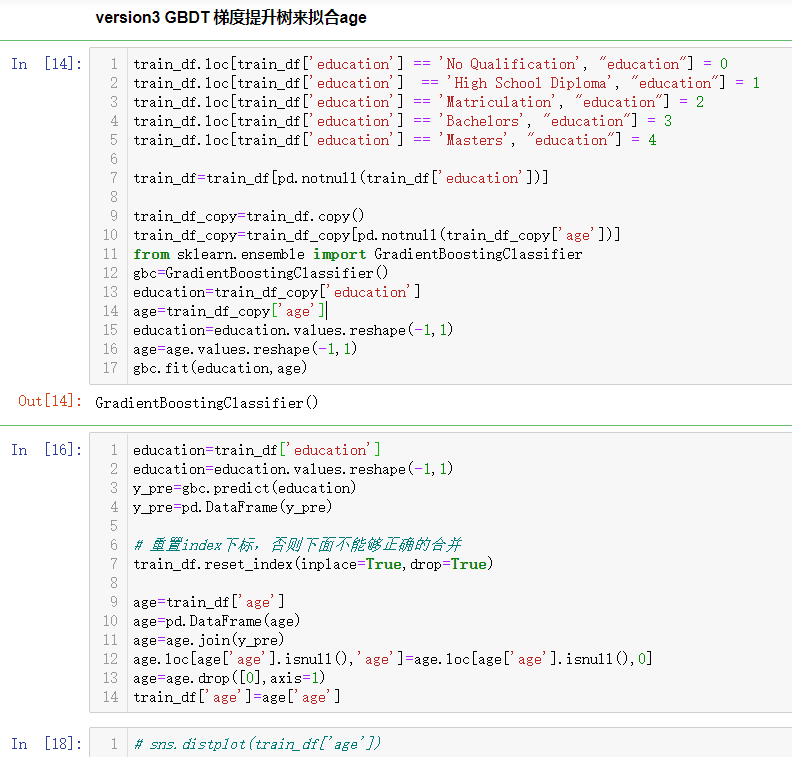 version3 GBDT 梯度提升树来拟合age
In [14]:
1 train_df.loc[train_df['education'] == 'No Qualification', "education"] = 0
2 train_df.loc[train_df['education']  == 'High School Diploma', "education"] = 1
3 train_df.loc[train_df['education'] == 'Matriculation', "education"] = 2
4 train_df.loc[train_df['education'] == 'Bachelors', "education"] = 3
5 train_df.loc[train_df['education'] == 'Masters', "education"] = 4
6
7 train_df=train_df[pd.notnull(train_df['education'])]
8
9 train_df_copy=train_df.copy()
10 train_df_copy=train_df_copy[pd.notnull(train_df_copy['age'])]
11 from sklearn.ensemble import GradientBoostingClassifier
12 gbc=GradientBoostingClassifier()
13 education=train_df_copy['education']
14 age=train_df_copy['age']
15 education=education.values.reshape(-1,1)
16 age=age.values.reshape(-1,1)
17 gbc.fit(education,age)
Out[14]: GradientBoostingClassifier()
In [16]:
1 education=train_df['education']
2 education=education.values.reshape(-1,1)
3 y_pre=gbc.predict(education)
4 y_pre=pd.DataFrame(y_pre)
5
6 # 重置index下标，否则下面不能够正确的合并
7 train_df.reset_index(inplace=True,drop=True)
8
9 age=train_df['age']
10 age=pd.DataFrame(age)
11 age=age.join(y_pre)
12 age.loc[age['age'].isnull(),'age']=age.loc[age['age'].isnull(),0]
13 age=age.drop([0],axis=1)
14 train_df['age']=age['age']
In [18]:
1 # sns.distplot(train_df['age'])